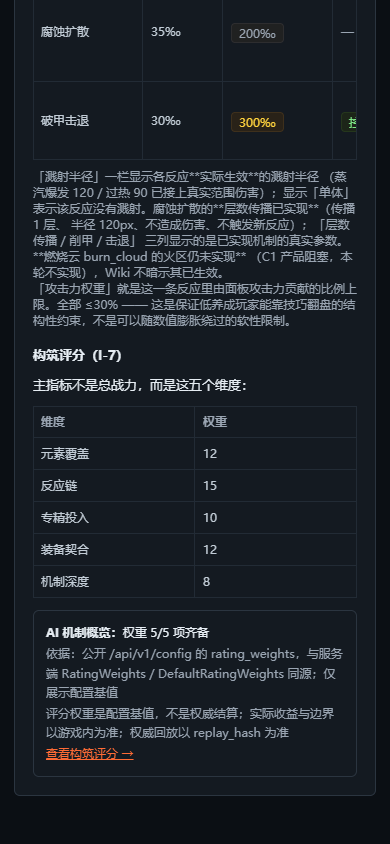 腐蚀扩散 35‰ 200‰ —
破甲击退 30‰ 300‰
「溅射半径」一栏显示各反应**实际生效**的溅射半径 （蒸
汽爆发 120 / 过热 90 已接上真实范围伤害）；显示「单体」
表示该反应没有溅射。腐蚀扩散的**层数传播已实现**（传播
1 层、 半径 120px、不造成伤害、不触发新反应）；「层数
传播 / 削甲 / 击退」 三列显示的是已实现机制的真实参数。
**燃烧云 burn_cloud 的火区仍未实现** （C1 产品阻塞，本
轮不实现），Wiki 不暗示其已生效。
「攻击力权重」就是这一条反应里由面板攻击力贡献的比例上
限。全部 ≤30% —— 这是保证低养成玩家能靠技巧翻盘的结
构性约束，不是可以随数值膨胀绕过的软性限制。
构筑评分（I-7）
主指标不是总战力，而是这五个维度：
维度 权重
元素覆盖 12
反应链 15
专精投入 10
装备契合 12
机制深度 8
AI 机制概览：权重 5/5 项齐备
依据：公开 /api/v1/config 的 rating_weights，与服务
端 RatingWeights / DefaultRatingWeights 同源；仅
展示配置基值
评分权重是配置基值，不是权威结算；实际收益与边界
以游戏内为准；权威回放以 replay_hash 为准
查看构筑评分 →